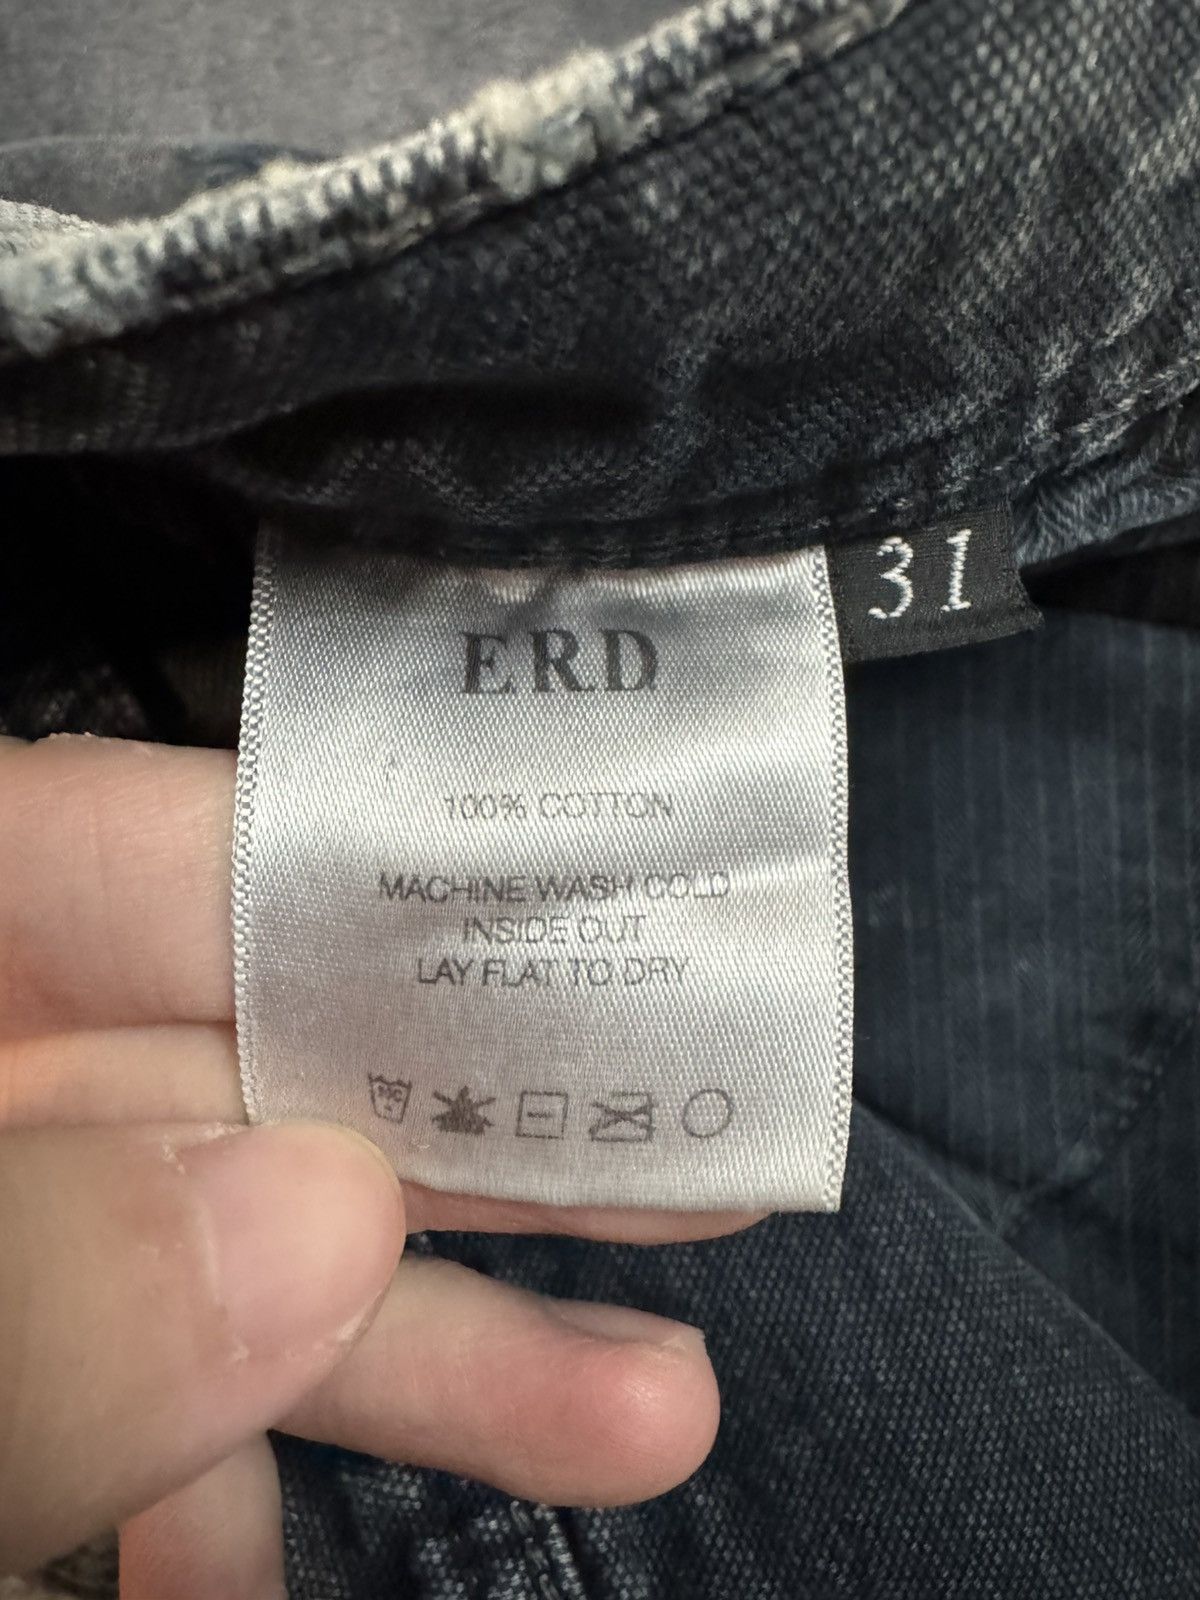 31
ERD
100% COTTON
MACHINE WASH COLD
INSIDE OUT
LAY FLAT TO DRY